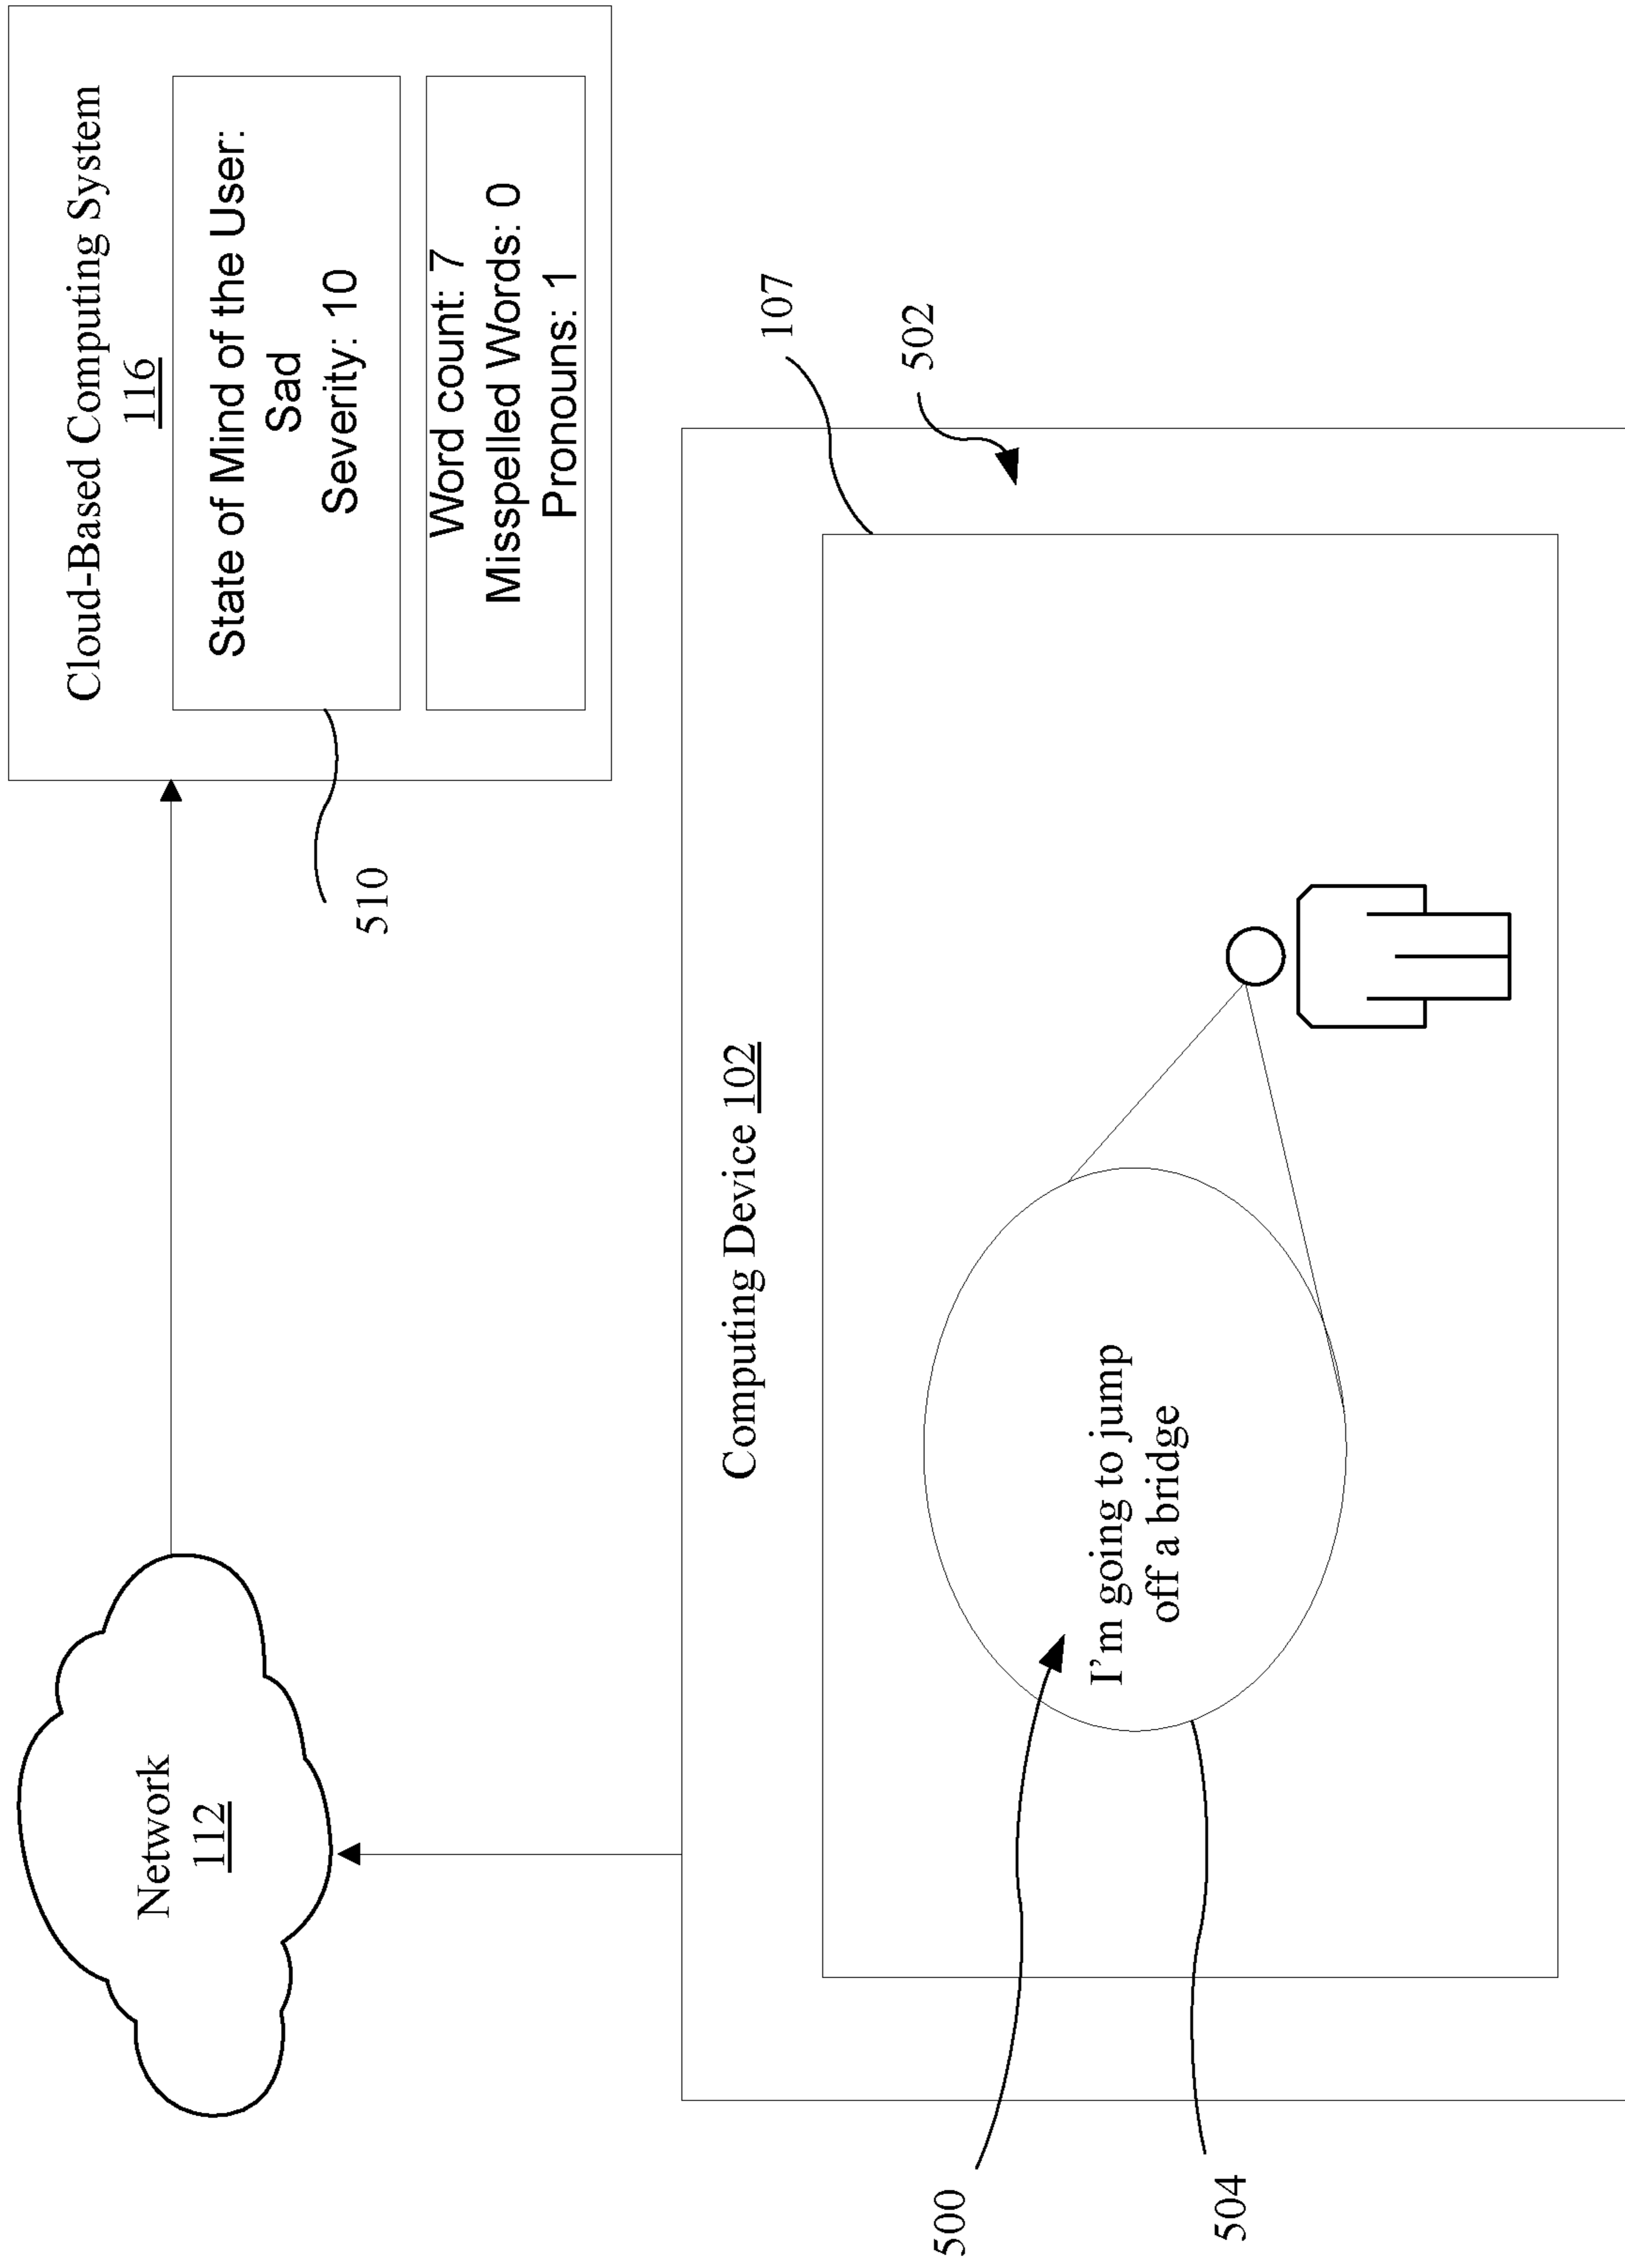 Network
112
Cloud-Based Computing System
116
State of Mind of the User:
Sad
Severity: 10
Word count: 7
Misspelled Words: 0
Pronouns: 1
510
Computing Device 102
107
502
I'm going to jump
off a bridge
500
504